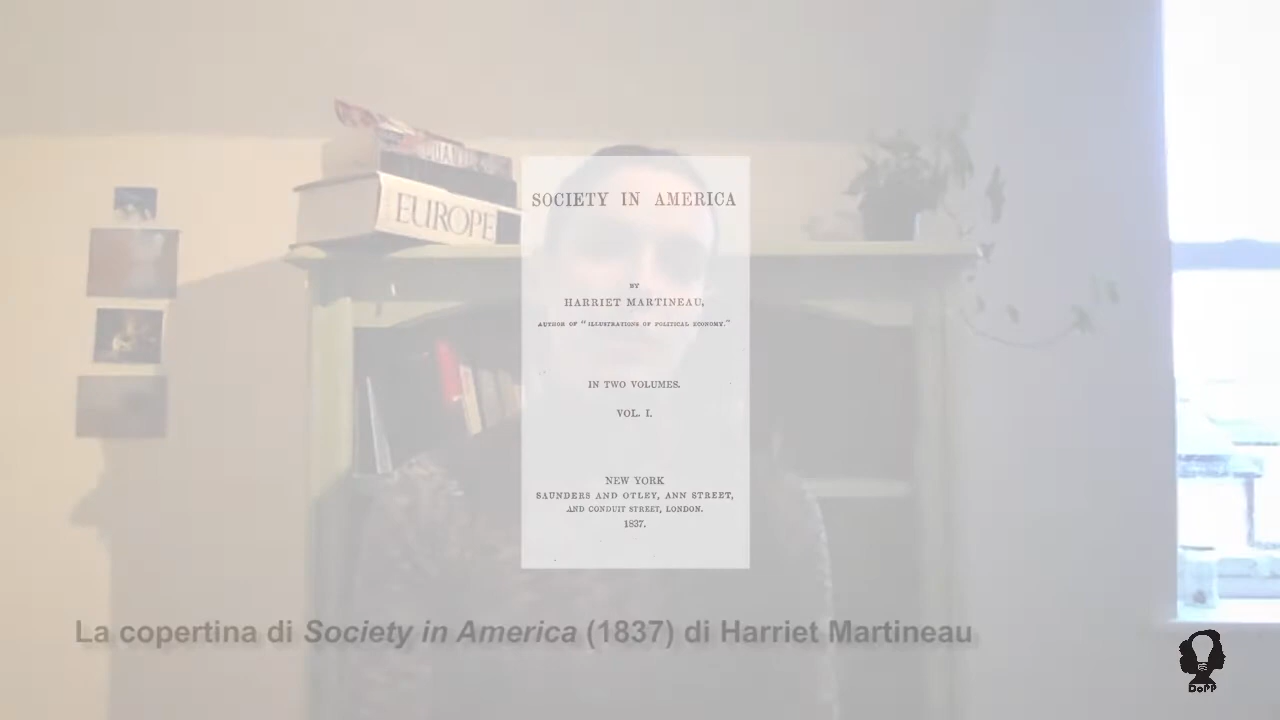 EUROPE
SOCIETY IN AMERICA
BY
HARRIET MARTINEAU,
AUTHOR OF "ILLUSTRATIONS OF POLITICAL ECONOMY."
IN TWO VOLUMES.
VOL. I.
NEW YORK
SAUNDERS AND OTLEY, ANN STREET,
AND CONDUIT STREET, LONDON.
1837.
La copertina di Society in America (1837) di Harriet Martineau
DoPP